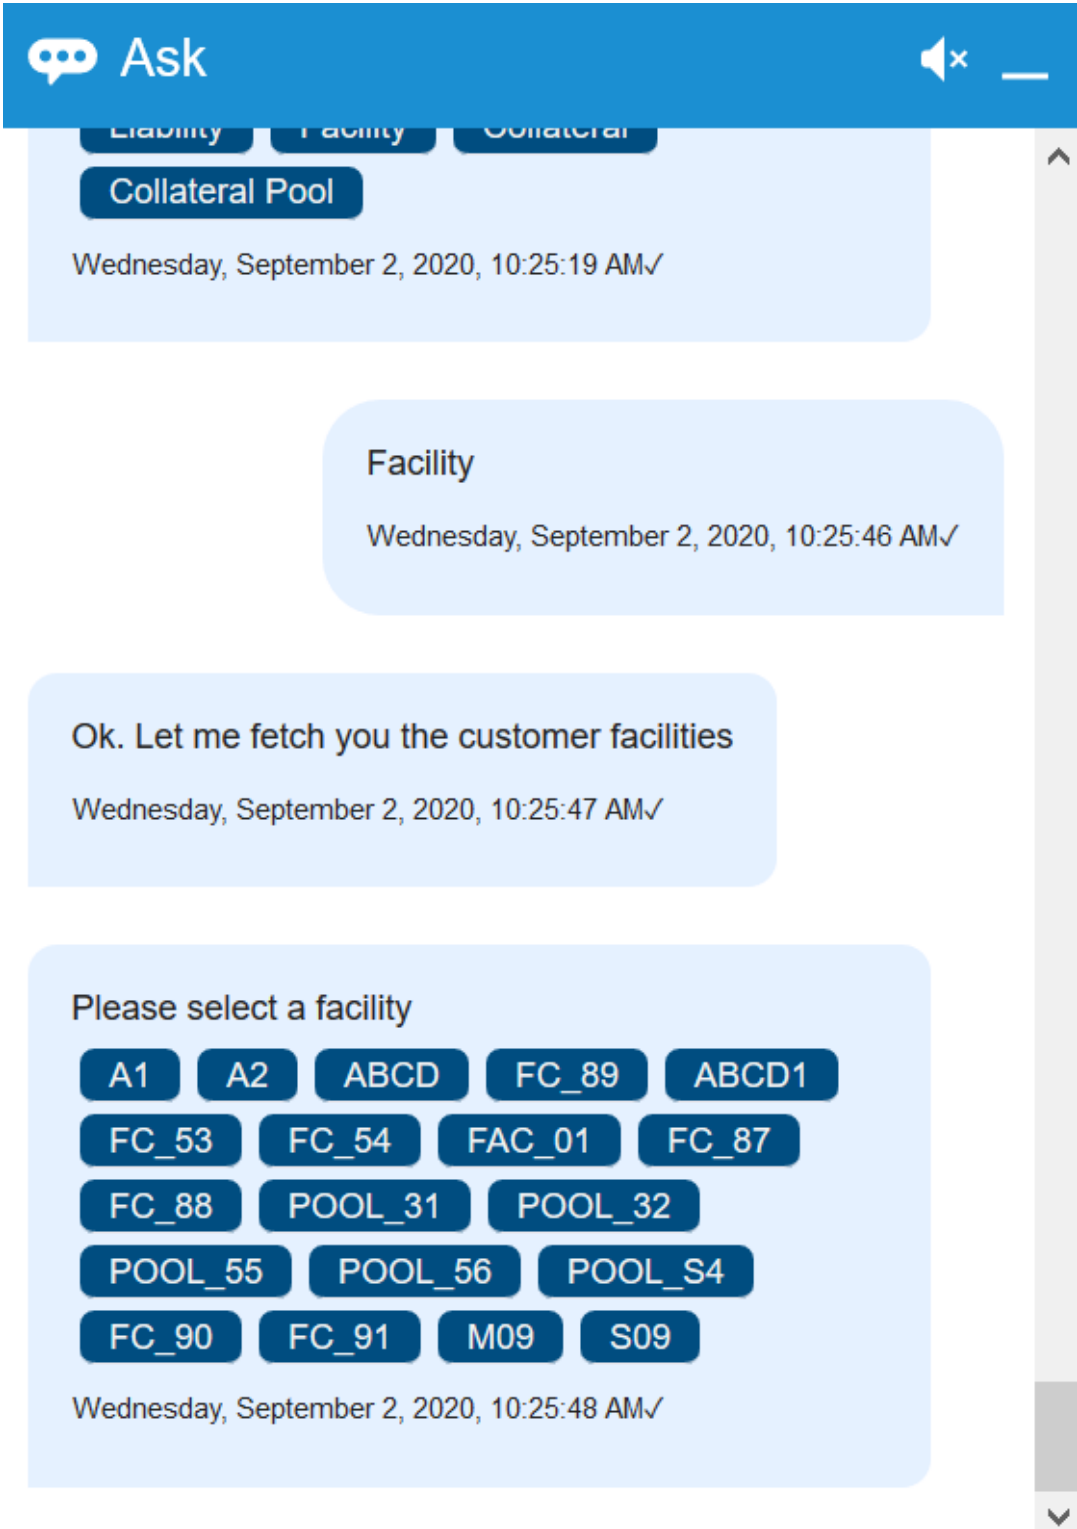 Ask
Liability Facility Collateral
Collateral Pool
Wednesday, September 2, 2020, 10:25:19 AM✓
Facility
Wednesday, September 2, 2020, 10:25:46 AM✓
Ok. Let me fetch you the customer facilities
Wednesday, September 2, 2020, 10:25:47 AM✓
Please select a facility
A1 A2 ABCD FC_89 ABCD1
FC_53 FC_54 FAC_01 FC_87
FC_88 POOL_31 POOL_32
POOL_55 POOL_56 POOL_S4
FC_90 FC_91 M09 S09
Wednesday, September 2, 2020, 10:25:48 AM✓